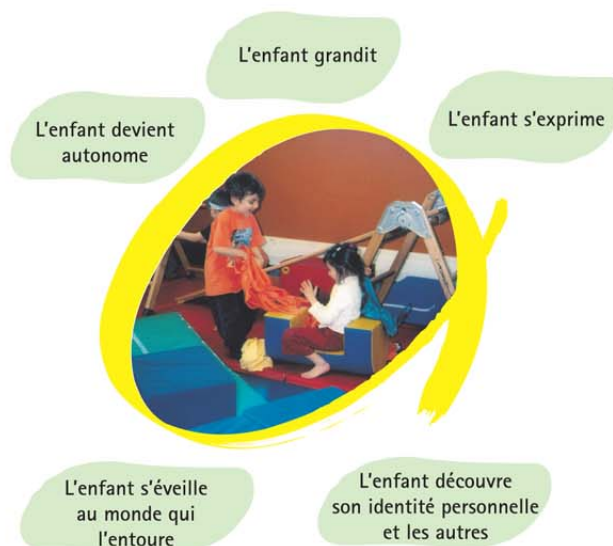 L'enfant grandit
L'enfant devient
autonome
L'enfant s'exprime
L'enfant s'éveille
au monde qui
l'entoure
L'enfant découvre
son identité personnelle
et les autres